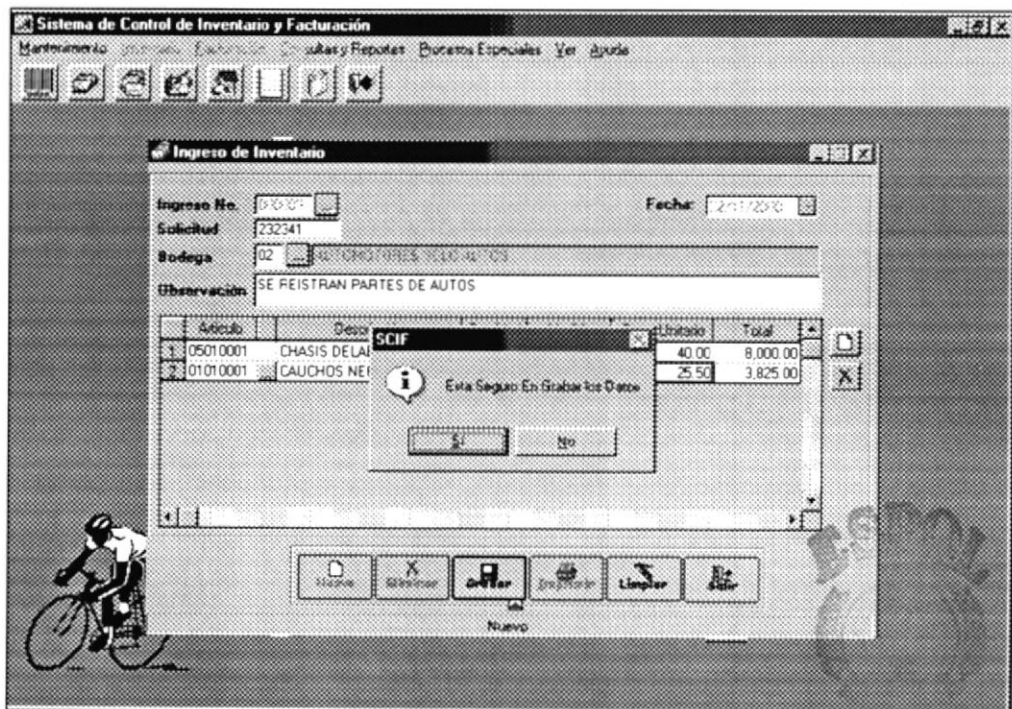 Sistema de Control de Inventario y Facturación
Mantenimiento Consultas y Reportes Procesos Especiales Ver Ayuda
Ingreso de Inventario
Ingreso No. Fecha:
Solicitud 232341
Bodega 02 AUTOMOTORES
Observación SE REISTRAN PARTES DE AUTOS
Artículo Unitario Total
1 05010001 CHASIS 40.00 8,000.00
2 01010001 CAUCHOS 25.50 3,825.00
SCIF
Esta Seguro En Grabar los Datos
Si No
Nuevo Eliminar Grabar Imprimir Limpiar Salir
Nuevo
ESPOL